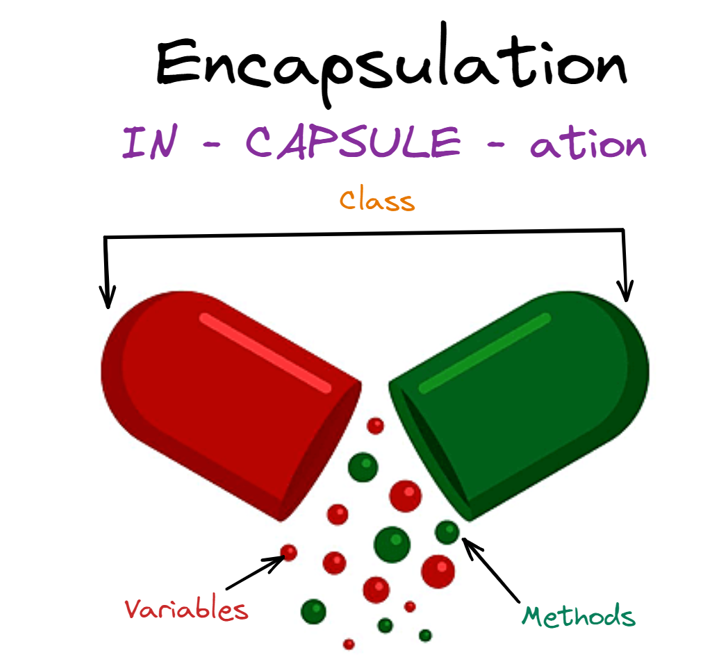 Encapsulation
IN - CAPSULE - ation
Class
Variables
Methods